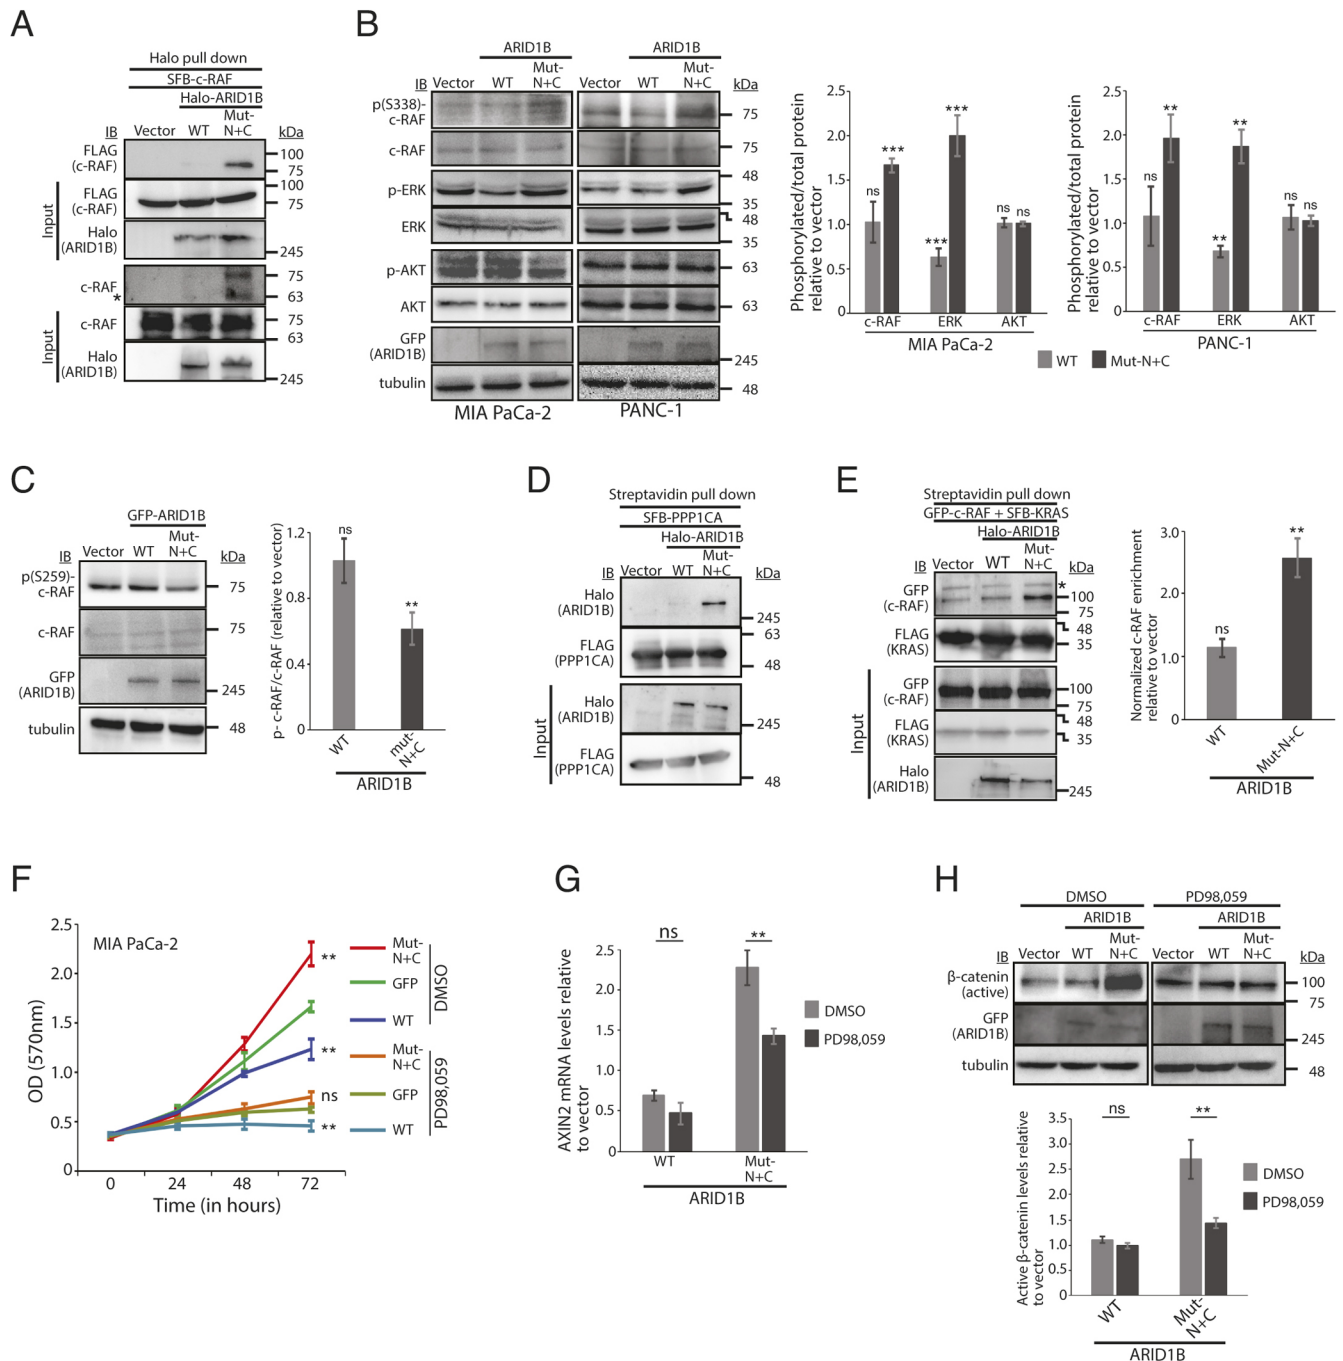 A
Halo pull down
SFB-c-RAF
Halo-ARID1B
IB Vector WT Mut-N+C kDa
FLAG (c-RAF) 100 75
Input
FLAG (c-RAF) 100 75
Halo (ARID1B) 245
c-RAF * 75 63
Input
c-RAF 75 63
Halo (ARID1B) 245
B
ARID1B ARID1B
IB Vector WT Mut-N+C Vector WT Mut-N+C kDa
p(S338)-c-RAF 75
c-RAF 75
p-ERK 48 35
ERK 48 35
p-AKT 63
AKT 63
GFP (ARID1B) 245
tubulin 48
MIA PaCa-2 PANC-1
Phosphorylated/total protein relative to vector
2.5
2.0
1.5
1.0
0.5
0
ns *** *** *** ns ns
c-RAF ERK AKT
MIA PaCa-2
Phosphorylated/total protein relative to vector
2.5
2.0
1.5
1.0
0.5
0
ns ** ** ** ns ns
c-RAF ERK AKT
PANC-1
WT Mut-N+C
C
GFP-ARID1B
IB Vector WT Mut-N+C kDa
p(S259)-c-RAF 75
c-RAF 75
GFP (ARID1B) 245
tubulin 48
p- c-RAF/c-RAF (relative to vector)
1.2
0.8
0.4
0
ns **
WT mut-N+C
ARID1B
D
Streptavidin pull down
SFB-PPP1CA
Halo-ARID1B
IB Vector WT Mut-N+C kDa
Halo (ARID1B) 245
FLAG (PPP1CA) 63 48
Input
Halo (ARID1B) 245
FLAG (PPP1CA) 48
E
Streptavidin pull down
GFP-c-RAF + SFB-KRAS
Halo-ARID1B
IB Vector WT Mut-N+C kDa
GFP (c-RAF) * 100 75
FLAG (KRAS) 48 35
Input
GFP (c-RAF) 100 75
FLAG (KRAS) 48 35
Halo (ARID1B) 245
Normalized c-RAF enrichment relative to vector
3.0
2.0
1.0
0
ns **
WT Mut-N+C
ARID1B
F
MIA PaCa-2
OD (570nm)
2.5
2.0
1.5
1.0
0.5
0
0 24 48 72
Time (in hours)
** ** ns **
Mut-N+C
GFP
WT
DMSO
Mut-N+C
GFP
WT
PD98,059
G
AXIN2 mRNA levels relative to vector
2.5
2.0
1.5
1.0
0.5
0
ns **
WT Mut-N+C
ARID1B
DMSO
PD98,059
H
DMSO PD98,059
ARID1B ARID1B
IB Vector WT Mut-N+C Vector WT Mut-N+C kDa
β-catenin (active) 100 75
GFP (ARID1B) 245
tubulin 48
Active β-catenin levels relative to vector
3.5
3.0
2.5
2.0
1.5
1.0
0.5
0
ns **
WT Mut-N+C
ARID1B
DMSO
PD98,059